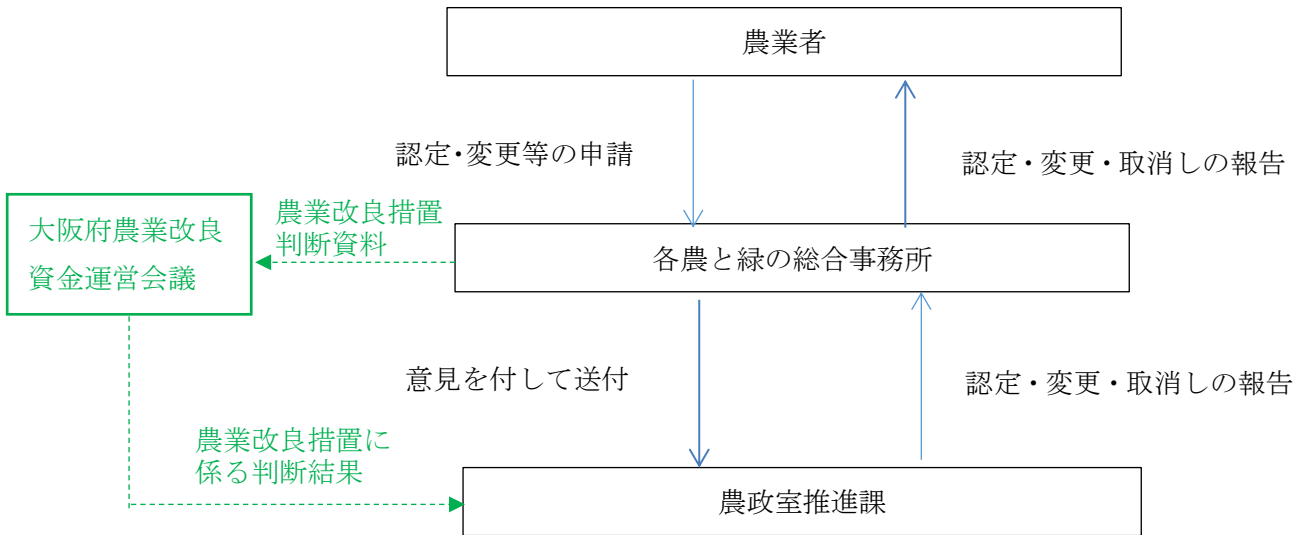 農業者
認定･変更等の申請
認定・変更・取消しの報告
大阪府農業改良
資金運営会議
農業改良措置
判断資料
各農と緑の総合事務所
意見を付して送付
認定・変更・取消しの報告
農業改良措置に
係る判断結果
農政室推進課